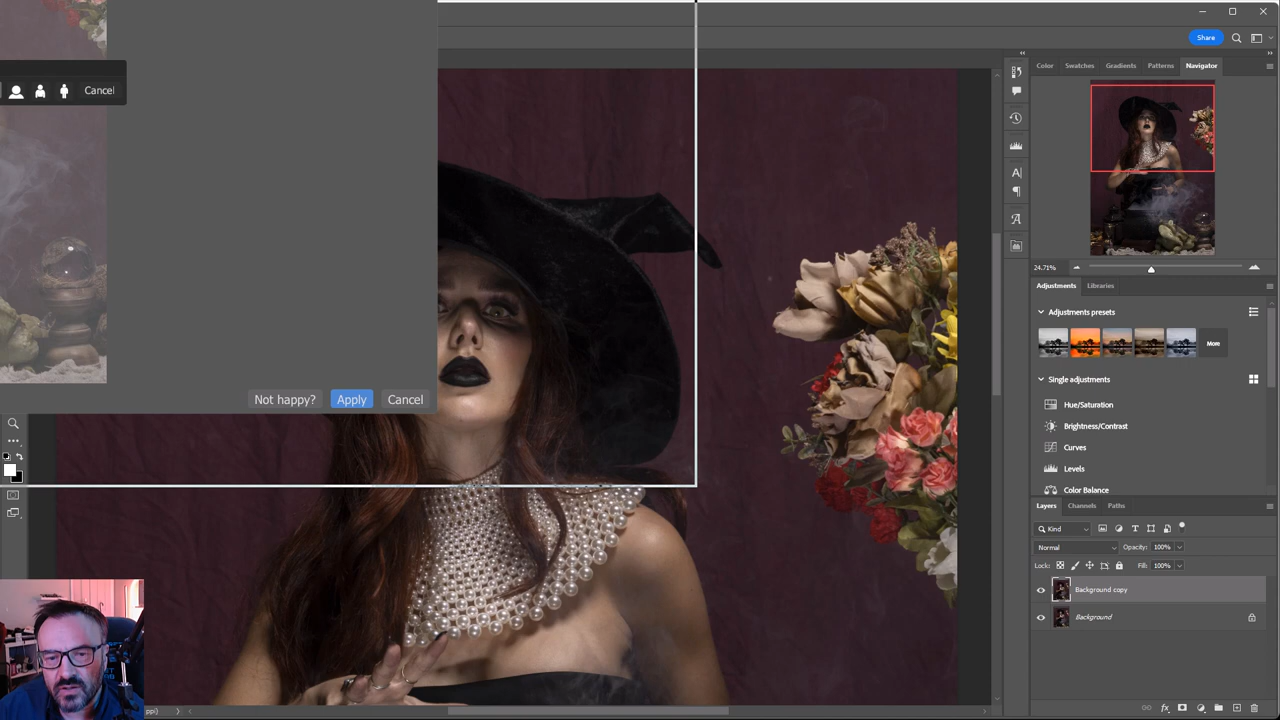 Share
Color Swatches Gradients Patterns Navigator
Cancel
24.71%
Adjustments Libraries
Adjustments presets
More
Single adjustments
Not happy? Apply Cancel
Hue/Saturation
Brightness/Contrast
Curves
Levels
Color Balance
Layers Channels Paths
Kind
Normal Opacity: 100%
Lock: Fill: 100%
Background copy
Background
ppi)